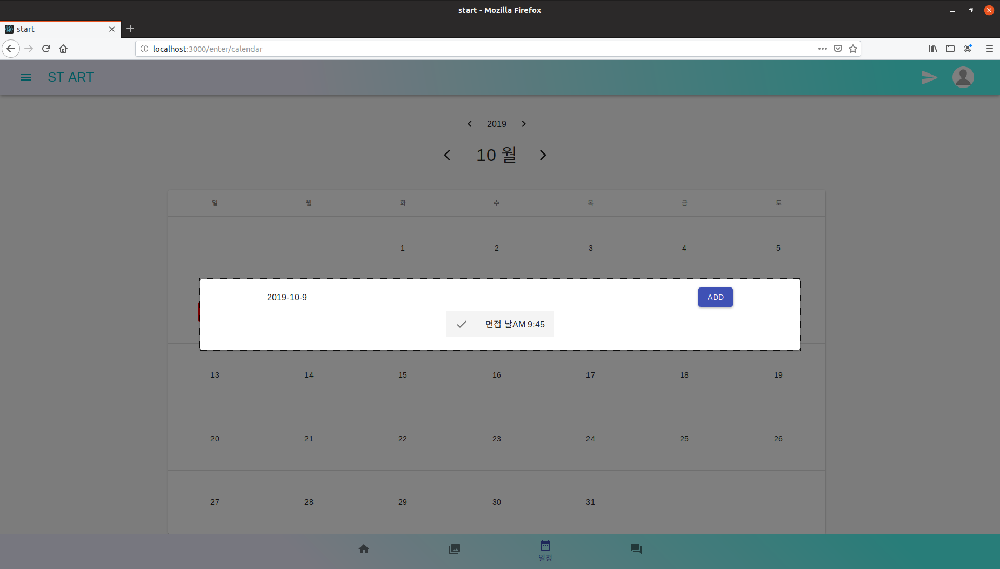 start - Mozilla Firefox
start
localhost:3000/enter/calendar
ST ART
2019
10 월
일 월 화 수 목 금 토
1 2 3 4 5
2019-10-9 ADD
면접 날AM 9:45
13 14 15 16 17 18 19
20 21 22 23 24 25 26
27 28 29 30 31
일정